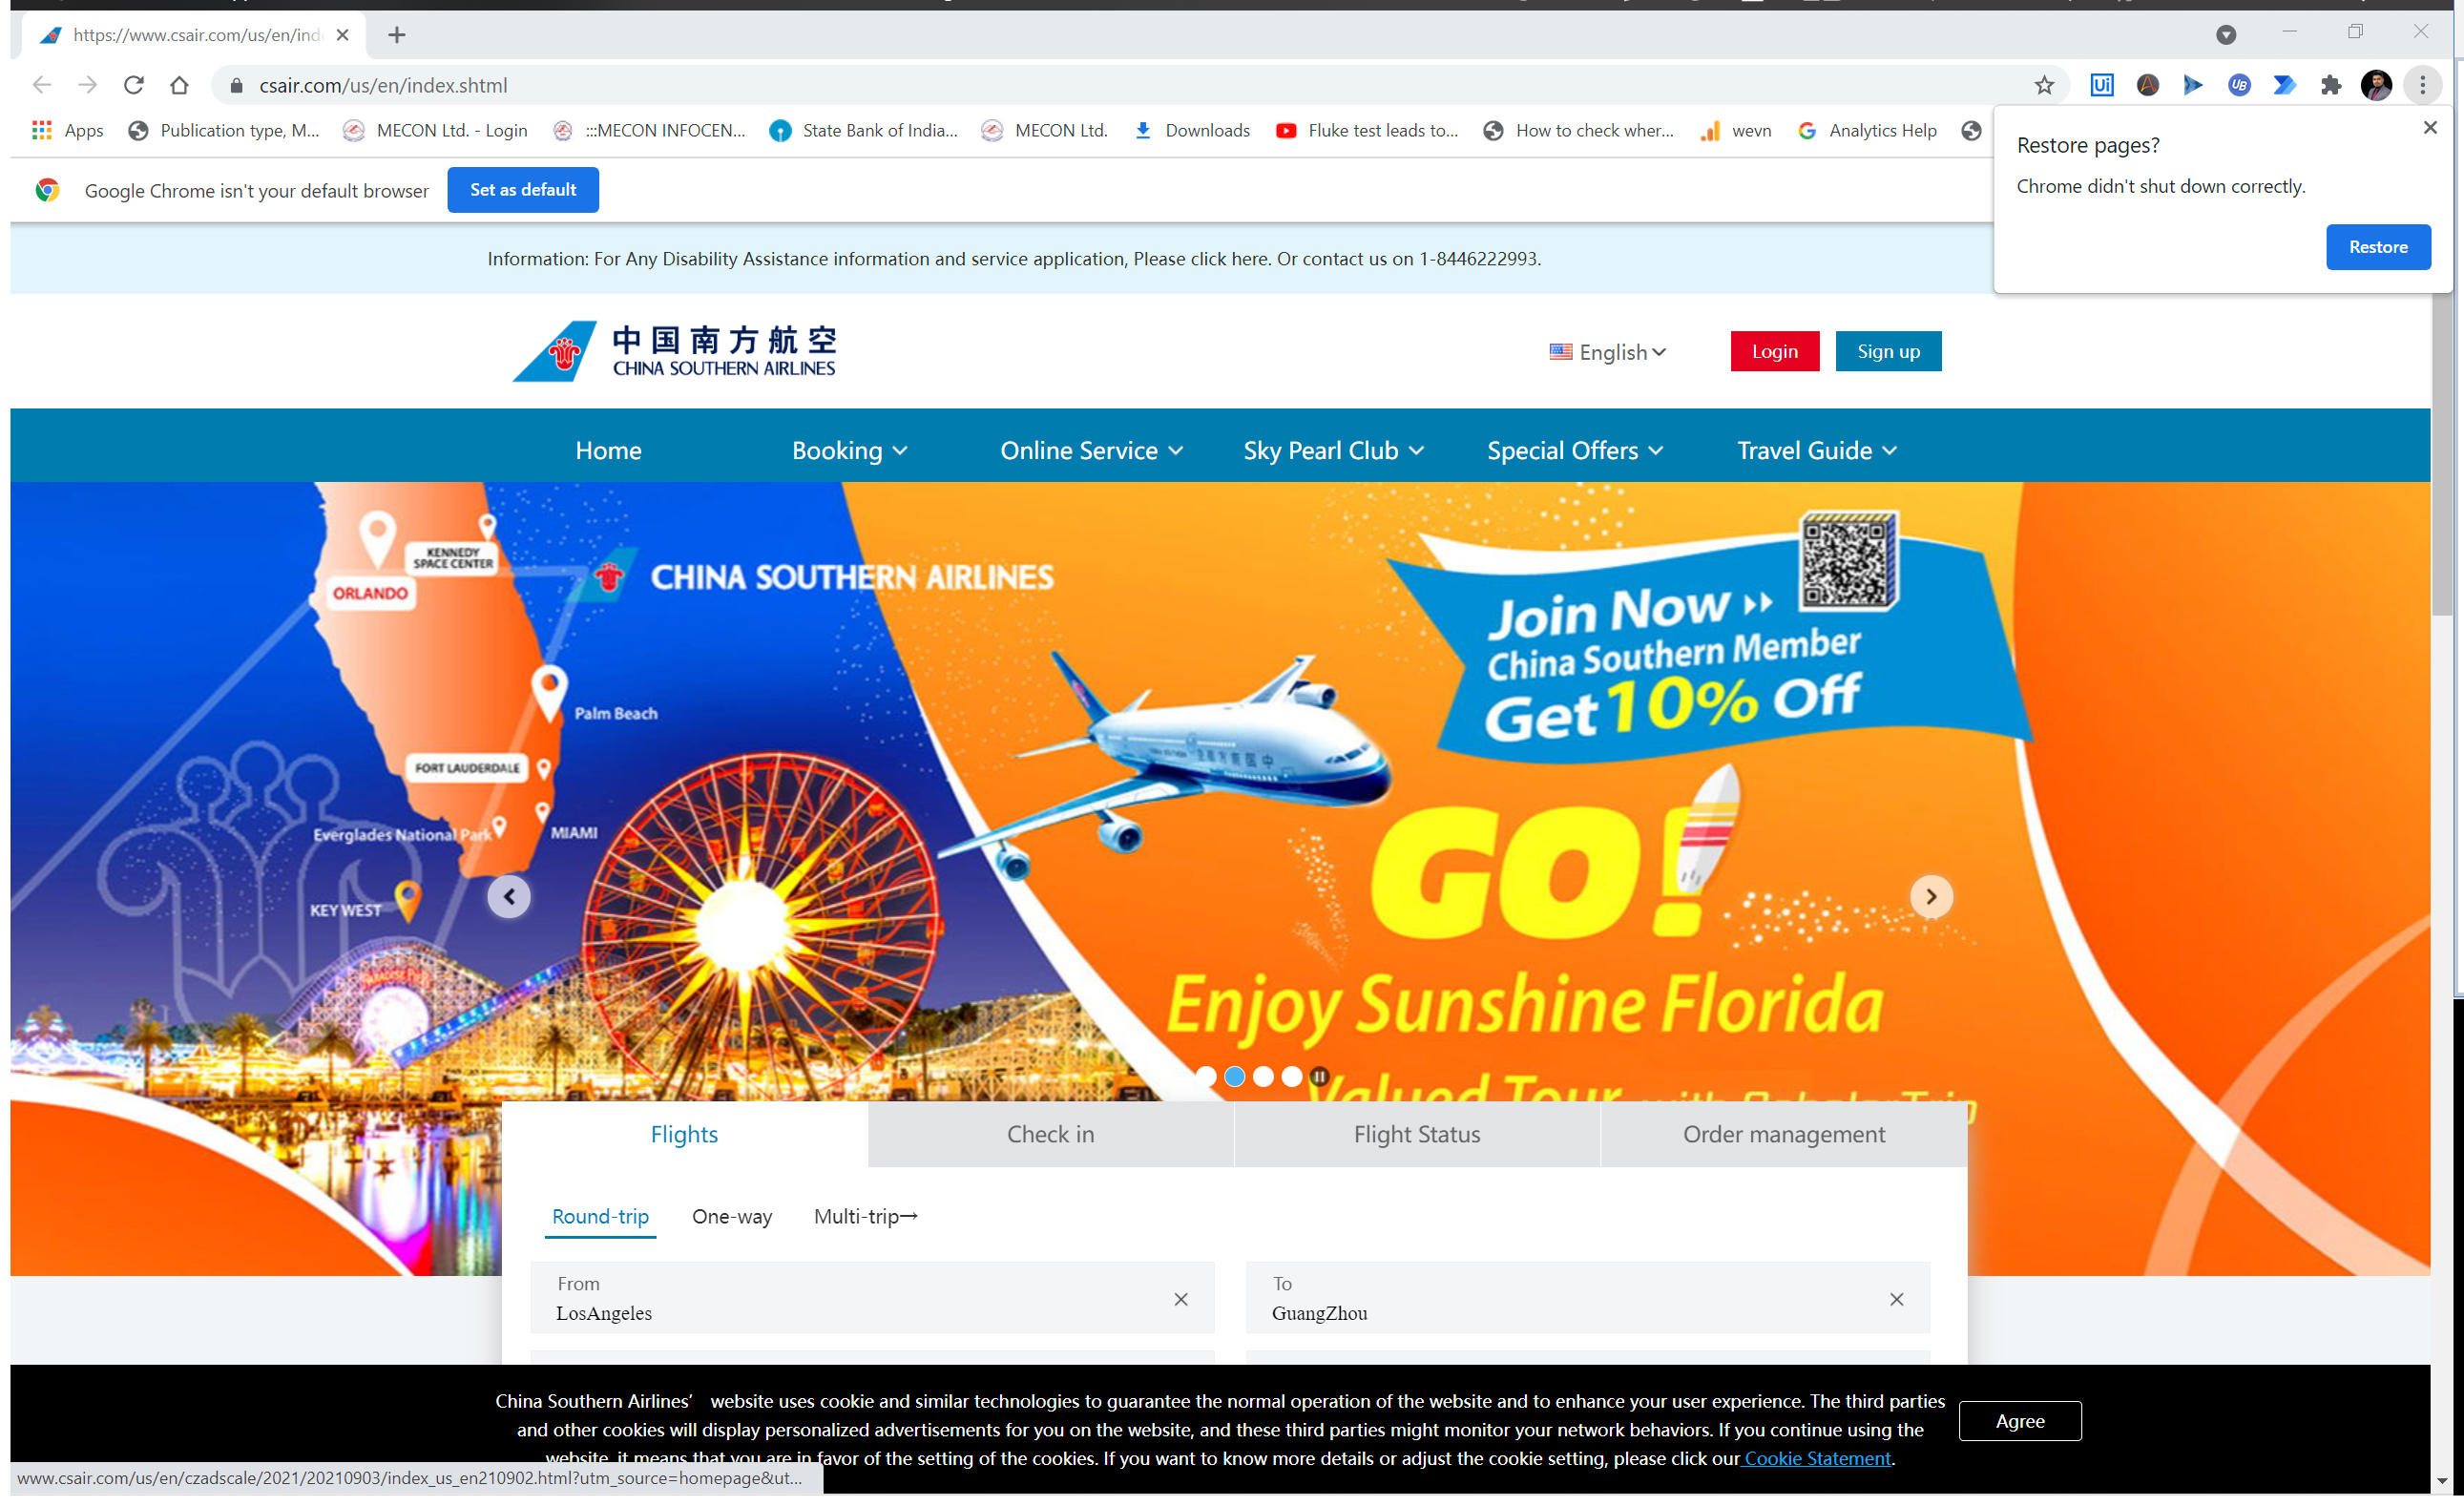 https://www.csair.com/us/en/ind
csair.com/us/en/index.shtml
Apps
Publication type, M...
MECON Ltd. - Login
:::MECON INFOCEN...
State Bank of India...
MECON Ltd.
Downloads
Fluke test leads to...
How to check wher...
wevn
Analytics Help
Ui
UB
Restore pages?
Chrome didn't shut down correctly.
Restore
Google Chrome isn't your default browser
Set as default
Information: For Any Disability Assistance information and service application, Please click here. Or contact us on 1-8446222993.
中国南方航空
CHINA SOUTHERN AIRLINES
English
Login
Sign up
Home
Booking
Online Service
Sky Pearl Club
Special Offers
Travel Guide
KENNEDY
SPACE CENTER
ORLANDO
CHINA SOUTHERN AIRLINES
Palm Beach
FORT LAUDERDALE
Everglades National Park
MIAMI
KEY WEST
Join Now
China Southern Member
Get 10% Off
GO!
Enjoy Sunshine Florida
Valued Tour with
Flights
Check in
Flight Status
Order management
Round-trip
One-way
Multi-trip→
From
LosAngeles
To
GuangZhou
China Southern Airlines’ website uses cookie and similar technologies to guarantee the normal operation of the website and to enhance your user experience. The third parties
and other cookies will display personalized advertisements for you on the website, and these third parties might monitor your network behaviors. If you continue using the
website, it means that you are in favor of the setting of the cookies. If you want to know more details or adjust the cookie setting, please click our Cookie Statement.
Agree
www.csair.com/us/en/czadscale/2021/20210903/index_us_en210902.html?utm_source=homepage&ut...